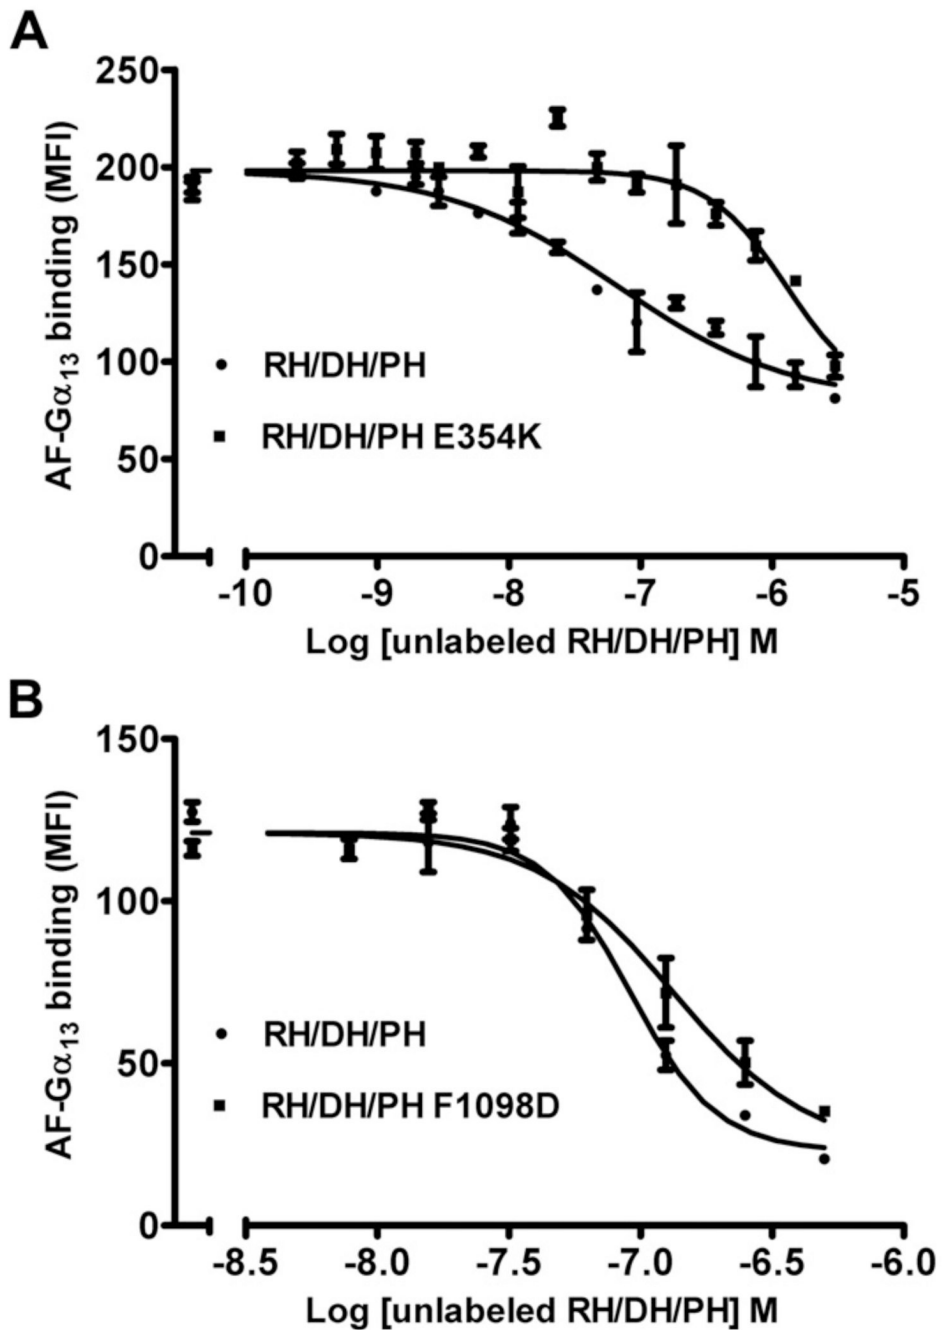 A
250
200
150
100
50
0
AF-Gα13 binding (MFI)
RH/DH/PH
RH/DH/PH E354K
-10 -9 -8 -7 -6 -5
Log [unlabeled RH/DH/PH] M
B
150
100
50
0
AF-Gα13 binding (MFI)
RH/DH/PH
RH/DH/PH F1098D
-8.5 -8.0 -7.5 -7.0 -6.5 -6.0
Log [unlabeled RH/DH/PH] M